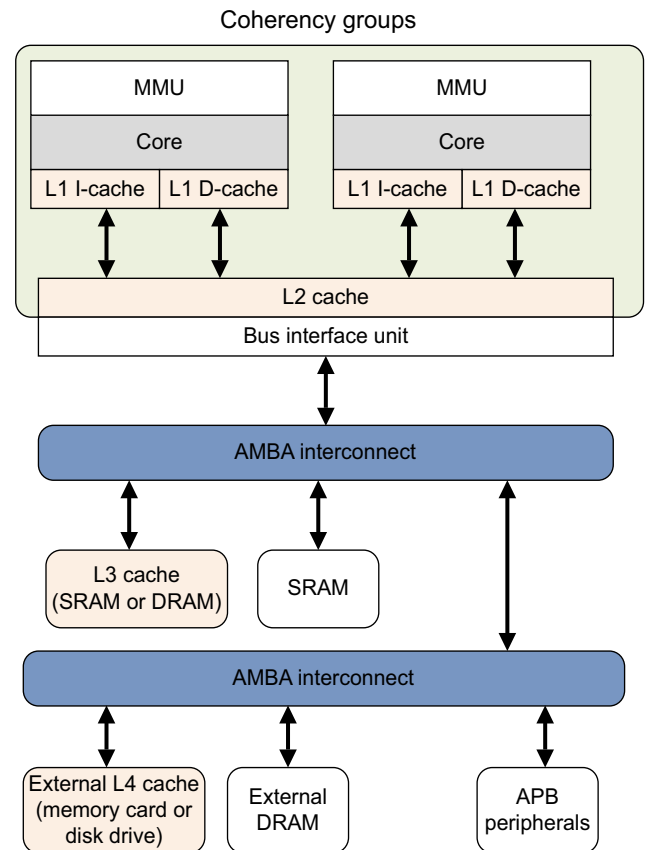 Coherency groups
MMU
MMU
Core
Core
L1 I-cache
L1 D-cache
L1 I-cache
L1 D-cache
L2 cache
Bus interface unit
AMBA interconnect
L3 cache
(SRAM or DRAM)
SRAM
AMBA interconnect
External L4 cache
(memory card or
disk drive)
External
DRAM
APB
peripherals